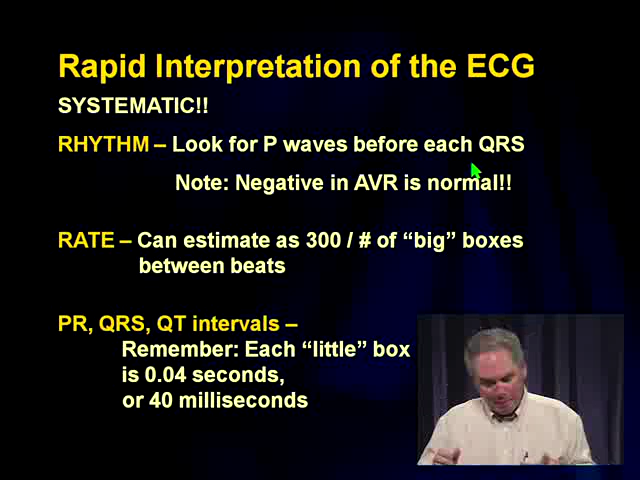 Rapid Interpretation of the ECG
SYSTEMATIC!!
RHYTHM – Look for P waves before each QRS
Note: Negative in AVR is normal!!
RATE – Can estimate as 300 / # of “big” boxes
between beats
PR, QRS, QT intervals –
Remember: Each “little” box
is 0.04 seconds,
or 40 milliseconds